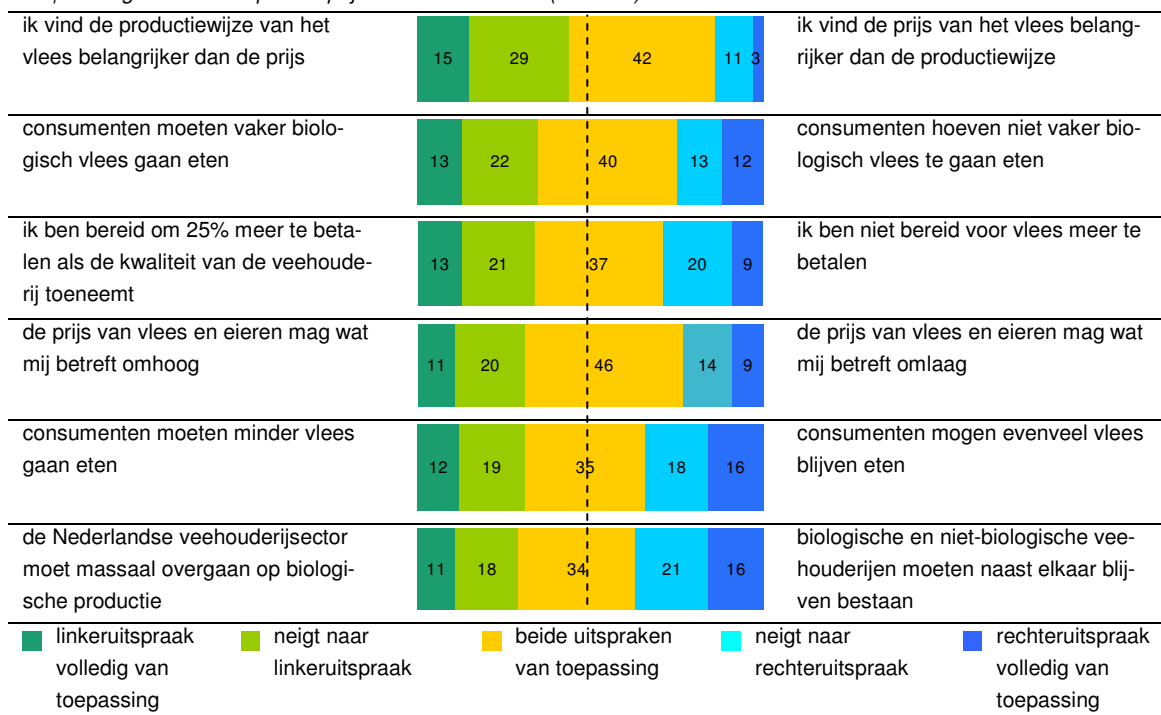 ik vind de productiewijze van het
vlees belangrijker dan de prijs
15 29 42 11 3
ik vind de prijs van het vlees belang-
rijker dan de productiewijze
consumenten moeten vaker biolo-
gisch vlees gaan eten
13 22 40 13 12
consumenten hoeven niet vaker bio-
logisch vlees te gaan eten
ik ben bereid om 25% meer te beta-
len als de kwaliteit van de veehoude-
rij toeneemt
13 21 37 20 9
ik ben niet bereid voor vlees meer te
betalen
de prijs van vlees en eieren mag wat
mij betreft omhoog
11 20 46 14 9
de prijs van vlees en eieren mag wat
mij betreft omlaag
consumenten moeten minder vlees
gaan eten
12 19 35 18 16
consumenten mogen evenveel vlees
blijven eten
de Nederlandse veehouderijsector
moet massaal overgaan op biologi-
sche productie
11 18 34 21 16
biologische en niet-biologische vee-
houderijen moeten naast elkaar blij-
ven bestaan
linkeruitspraak
volledig van
toepassing
neigt naar
linkeruitspraak
beide uitspraken
van toepassing
neigt naar
rechteruitspraak
rechteruitspraak
volledig van
toepassing